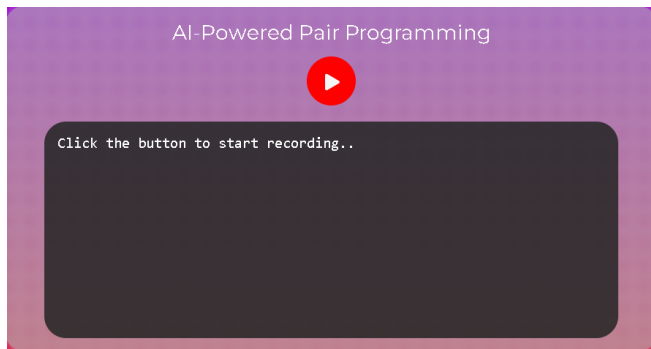 AI-Powered Pair Programming
Click the button to start recording..